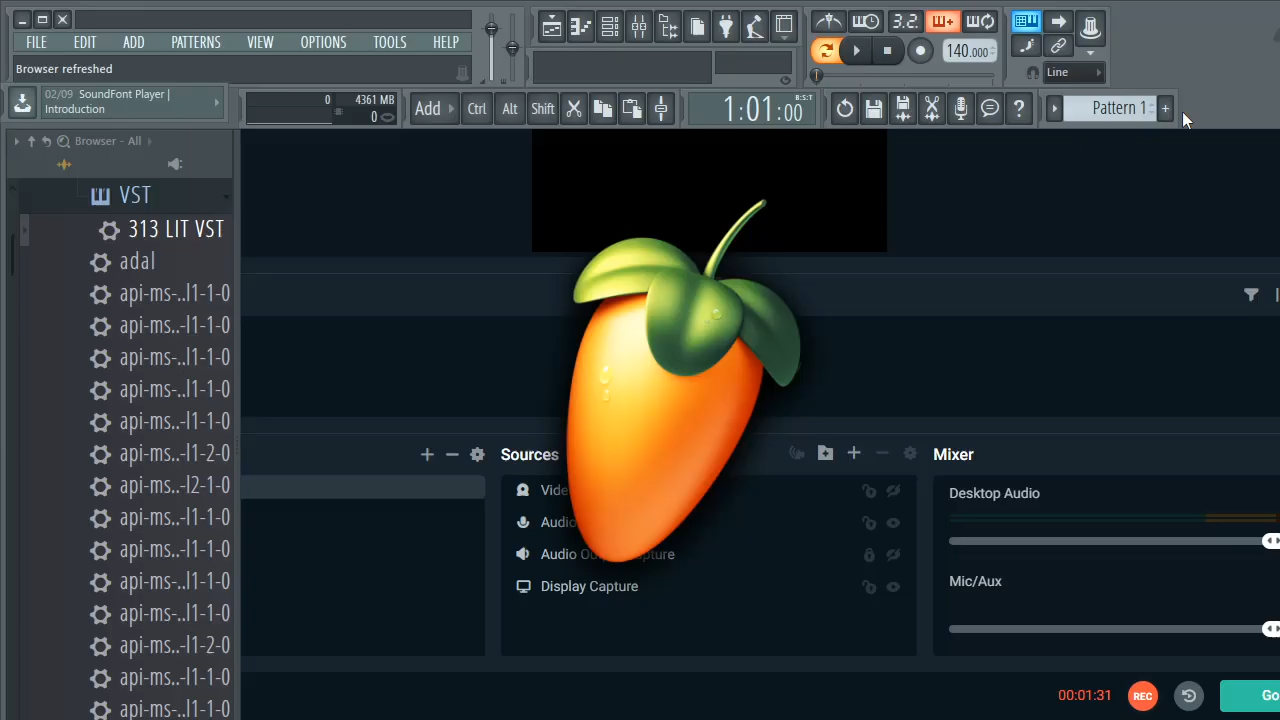 FILE EDIT ADD PATTERNS VIEW OPTIONS TOOLS HELP
Browser refreshed
3.2.
140.000
Line
02/09 SoundFont Player |
Introduction
0 4361 MB
0
Add Ctrl Alt Shift
B:S:T
1:01:00
?
Pattern 1
+
Browser - All
VST
313 LIT VST
adal
api-ms-..l1-1-0
api-ms..-l1-1-0
api-ms-..l1-1-0
api-ms..-l1-1-0
api-ms-..l1-1-0
api-ms..-l1-2-0
api-ms..-l2-1-0
api-ms..-l1-1-0
api-ms..-l1-1-0
api-ms..-l1-1-0
api-ms..-l1-1-0
api-ms..-l1-2-0
api-ms..-l1-1-0
api-ms..-l1-1-0
Sources
Vide
Audio
Audio Ou pture
Display Capture
Mixer
Desktop Audio
Mic/Aux
00:01:31
REC
Go